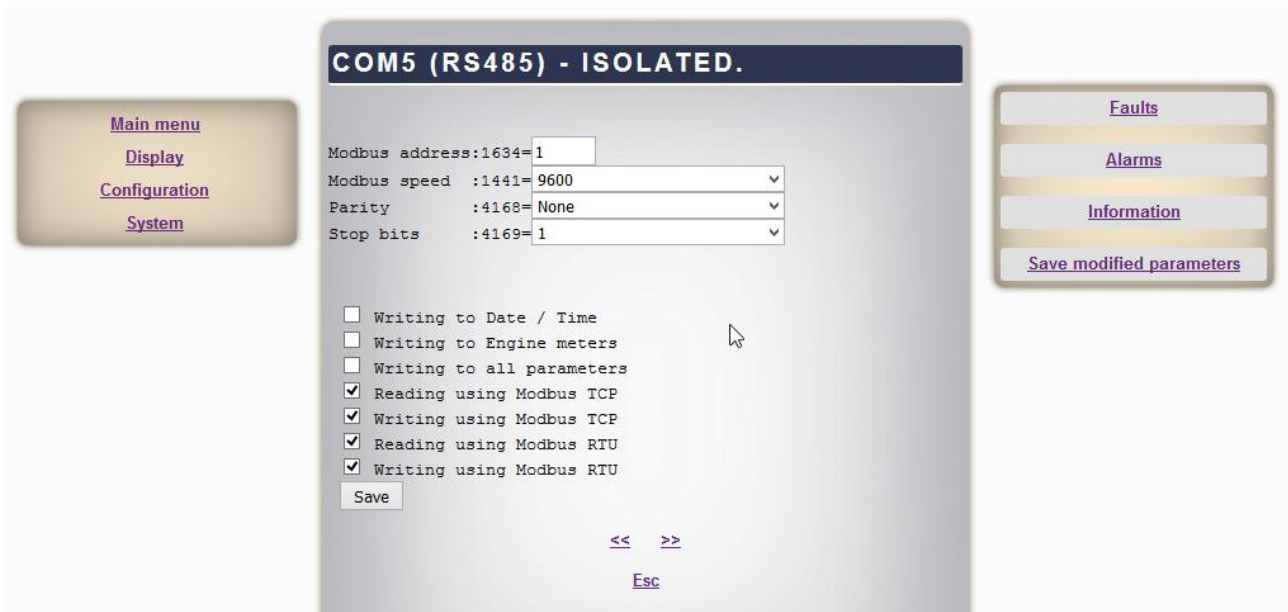 COM5 (RS485) - ISOLATED.
Main menu
Display
Configuration
System
Modbus address:1634=1
Modbus speed :1441=9600
Parity :4168=None
Stop bits :4169=1
Writing to Date / Time
Writing to Engine meters
Writing to all parameters
Reading using Modbus TCP
Writing using Modbus TCP
Reading using Modbus RTU
Writing using Modbus RTU
Save
<< >>
Esc
Faults
Alarms
Information
Save modified parameters